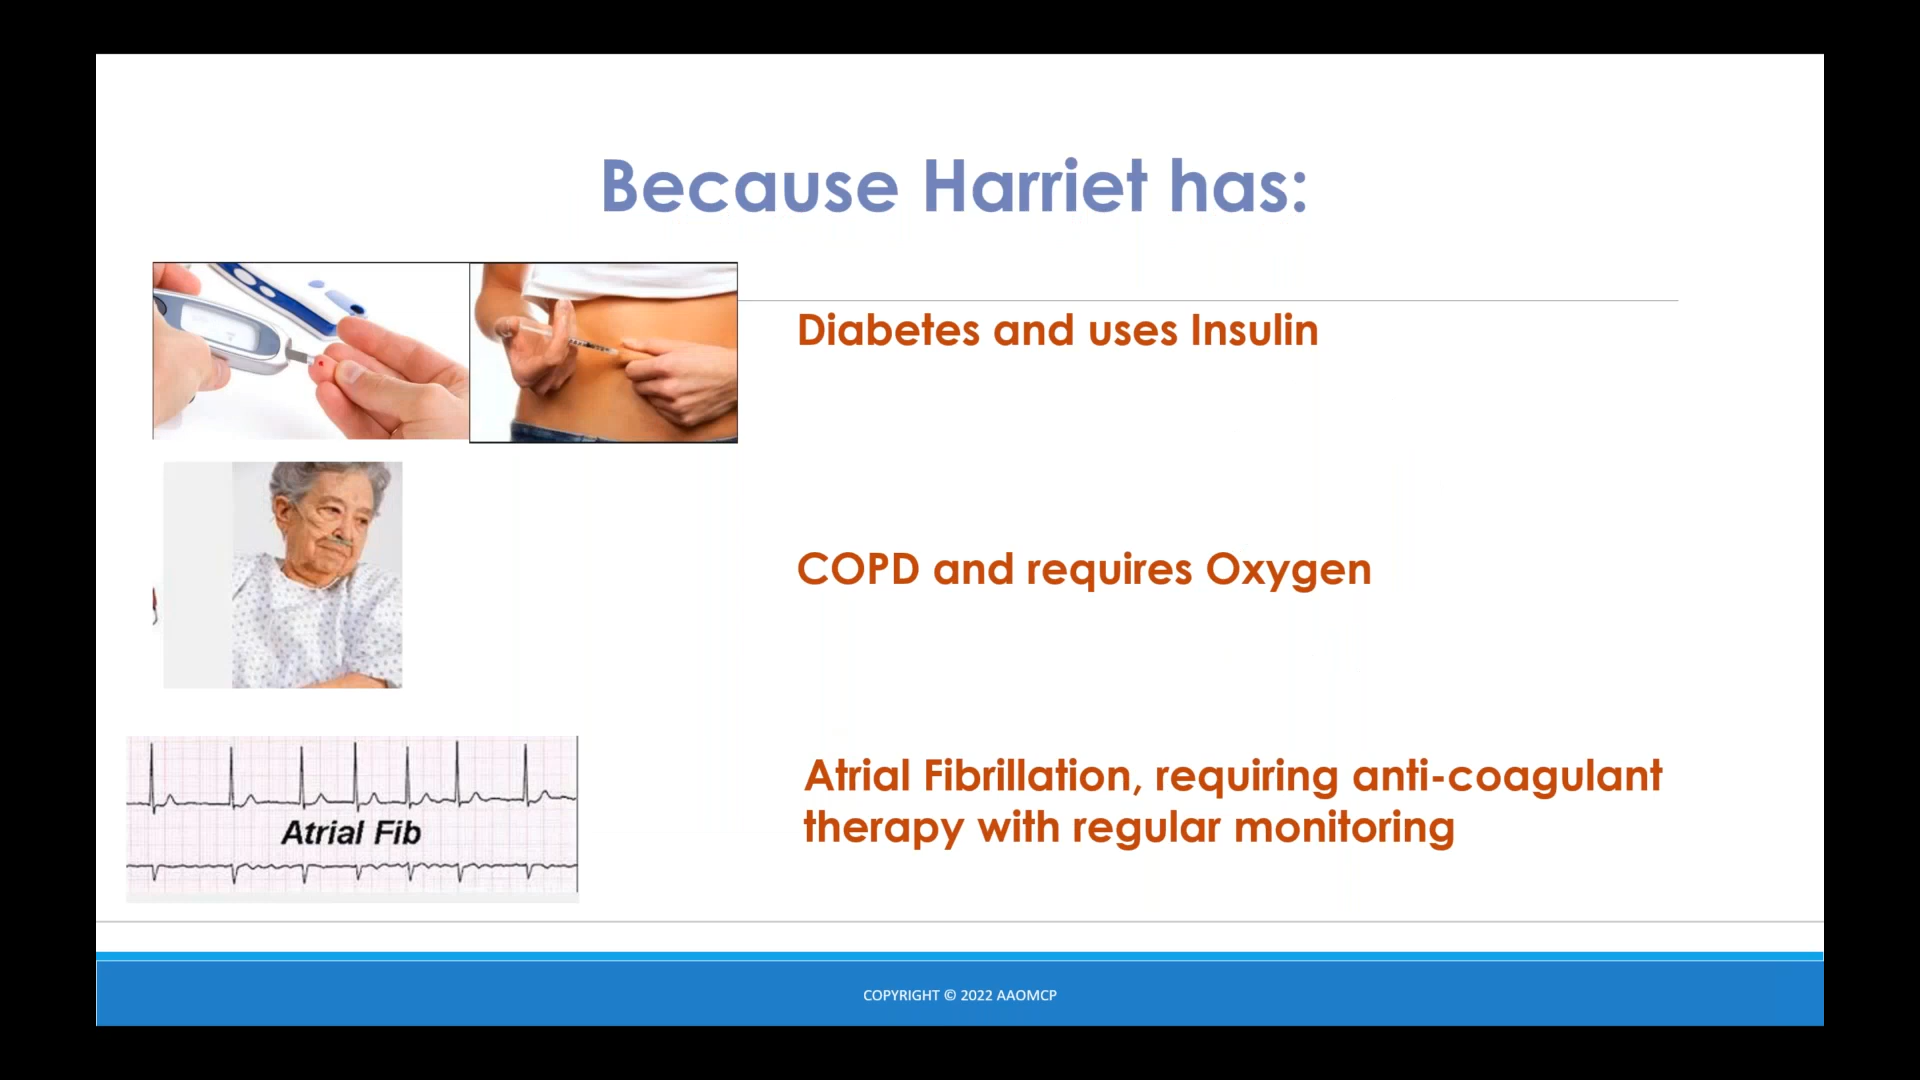 Because Harriet has:
Diabetes and uses Insulin
COPD and requires Oxygen
Atrial Fib
Atrial Fibrillation, requiring anti-coagulant
therapy with regular monitoring
COPYRIGHT © 2022 AAOMCP